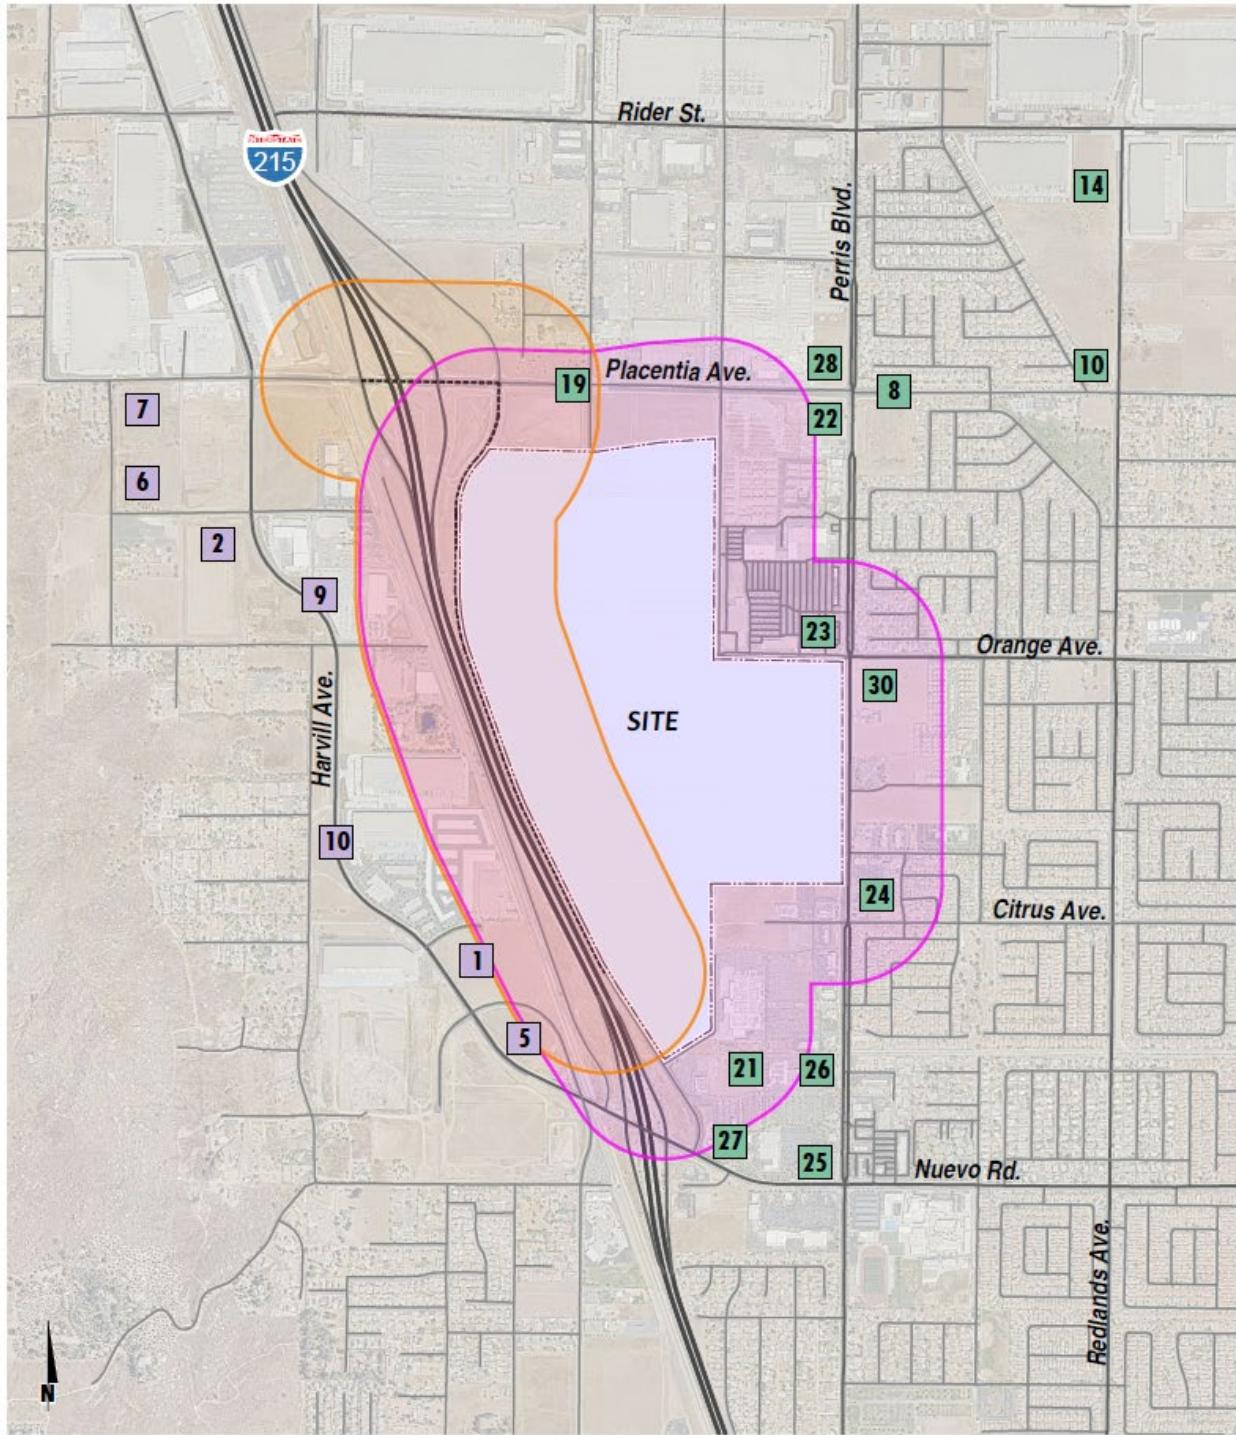 Rider St.
INTERSTATE
215
14
Perris Blvd.
28
10
Placentia Ave.
19
8
7
22
6
2
9
23
Orange Ave.
30
Harvill Ave.
SITE
10
24
Citrus Ave.
1
5
21
26
27
25
Nuevo Rd.
Redlands Ave.
N